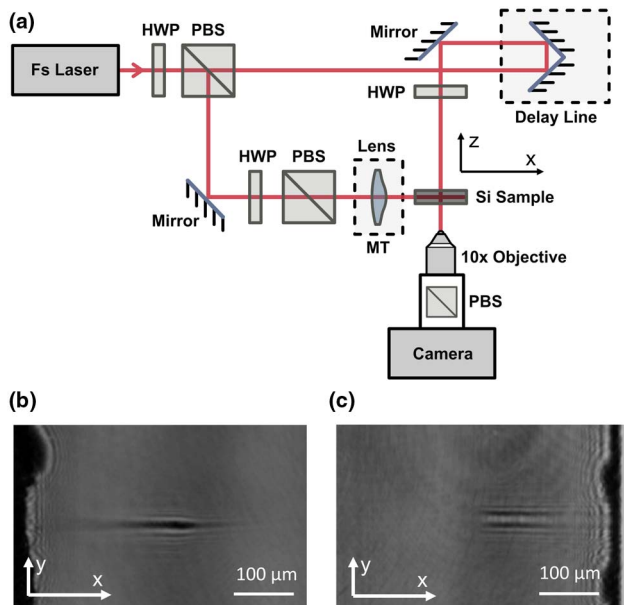 (a)
HWP PBS
Fs Laser
Mirror
HWP
Delay Line
z
x
HWP PBS
Lens
Mirror
MT
Si Sample
10x Objective
PBS
Camera
(b)
y
x
100 µm
(c)
y
x
100 µm